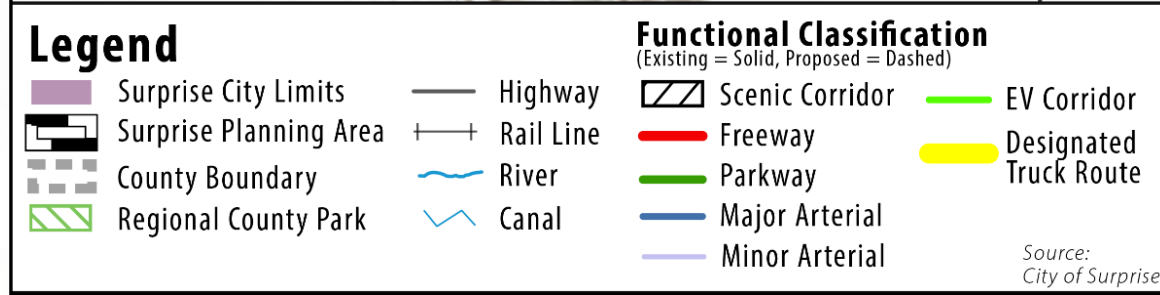 Legend
Surprise City Limits
Surprise Planning Area
County Boundary
Regional County Park
Highway
Rail Line
River
Canal
Functional Classification
(Existing = Solid, Proposed = Dashed)
Scenic Corridor
Freeway
Parkway
Major Arterial
Minor Arterial
EV Corridor
Designated
Truck Route
Source:
City of Surprise